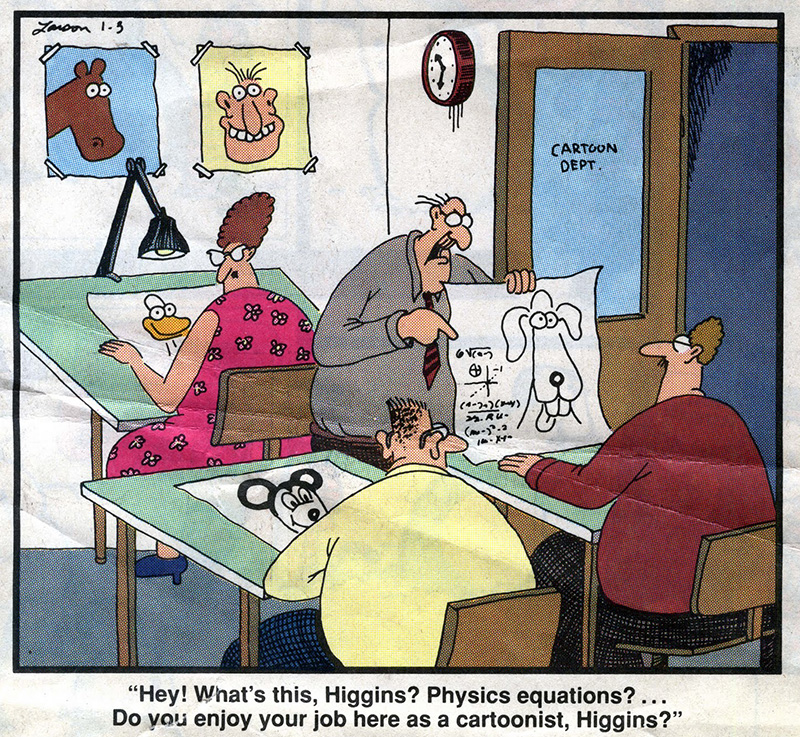 Larson 1-3
CARTOON
DEPT.
"Hey! What's this, Higgins? Physics equations? ...
Do you enjoy your job here as a cartoonist, Higgins?"